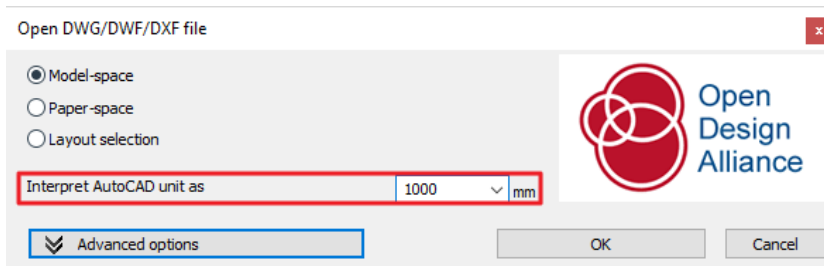 Open DWG/DWF/DXF file
x
Model-space
Paper-space
Layout selection
Open
Design
Alliance
Interpret AutoCAD unit as 1000 mm
Advanced options OK Cancel